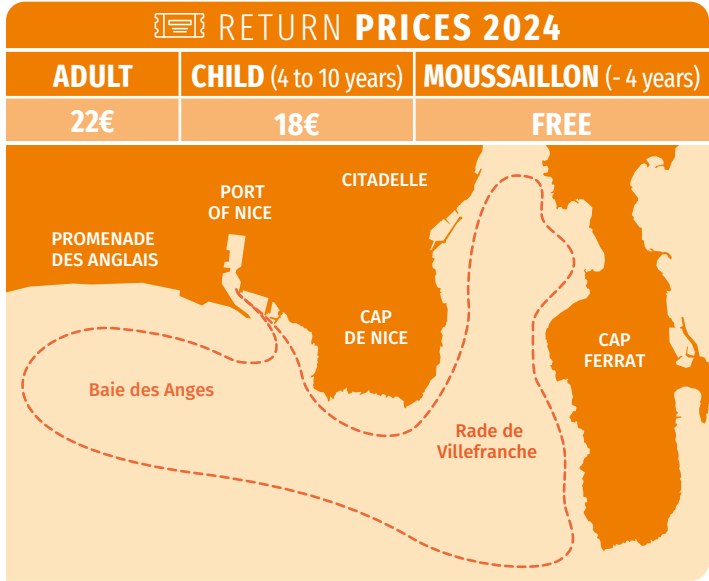 RETURN PRICES 2024
ADULT
CHILD (4 to 10 years)
MOUSSAILLON (- 4 years)
22€
18€
FREE
CITADELLE
PORT
OF NICE
PROMENADE
DES ANGLAIS
CAP
DE NICE
CAP
FERRAT
Baie des Anges
Rade de
Villefranche